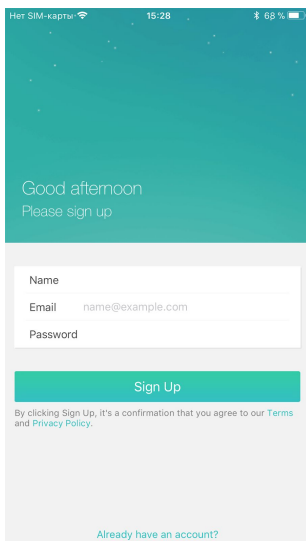 Нет SIM-карты 15:28 68 %
Good afternoon
Please sign up
Name
Email name@example.com
Password
Sign Up
By clicking Sign Up, it's a confirmation that you agree to our Terms
and Privacy Policy.
Already have an account?